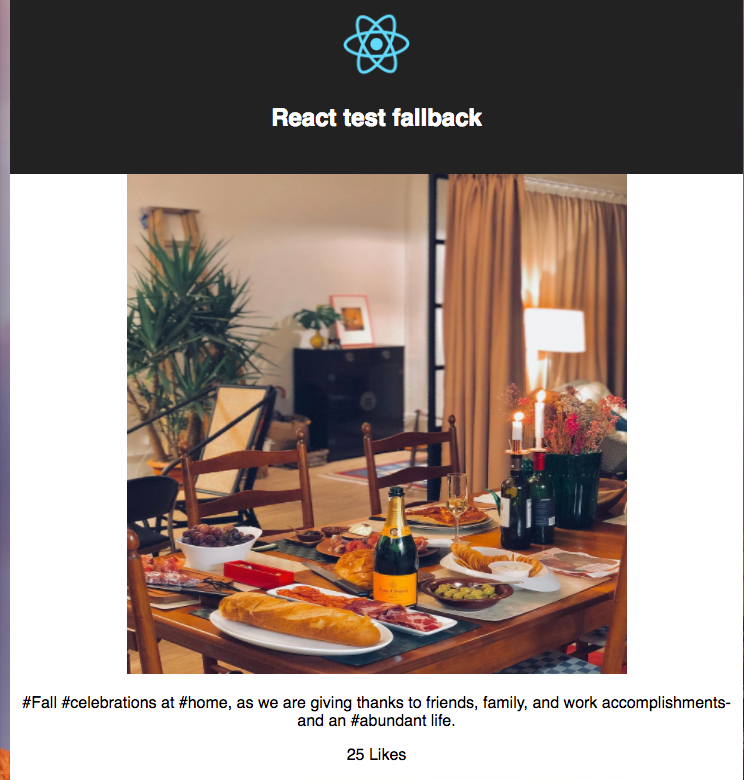 React test fallback
#Fall #celebrations at #home, as we are giving thanks to friends, family, and work accomplishments-
and an #abundant life.
25 Likes